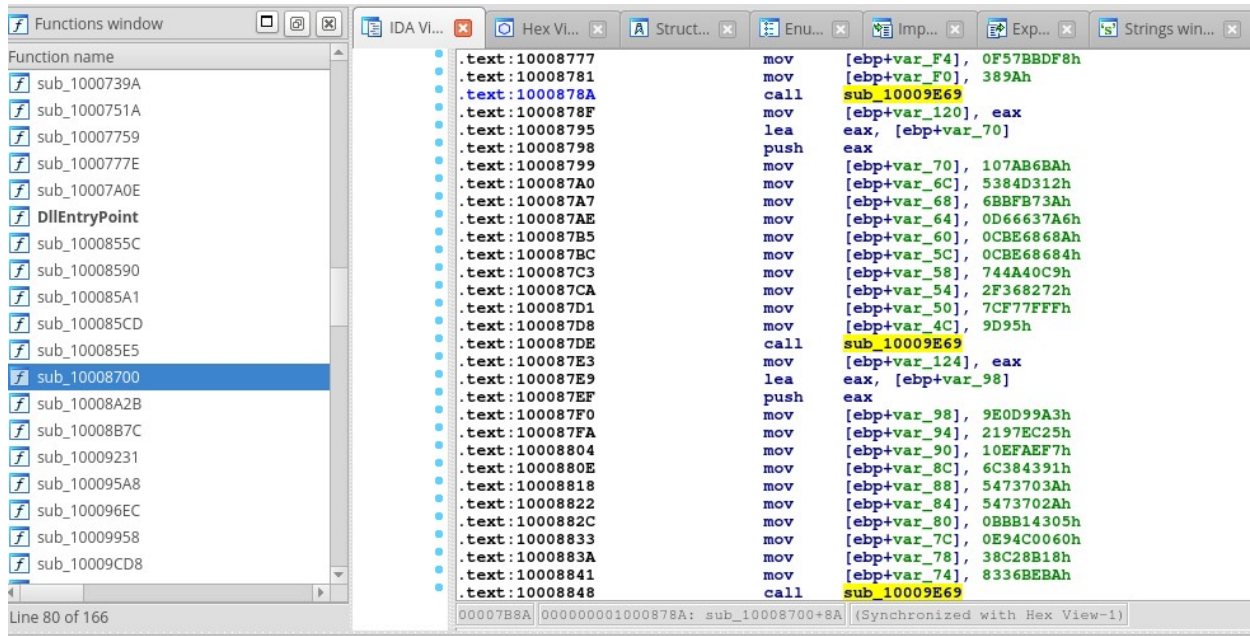 Functions window
IDA Vi... Hex Vi... Struct... Enu... Imp... Exp... Strings win...
Function name
sub_1000739A
sub_1000751A
sub_10007759
sub_1000777E
sub_10007A0E
DllEntryPoint
sub_1000855C
sub_10008590
sub_100085A1
sub_100085CD
sub_100085E5
sub_10008700
sub_10008A2B
sub_10008B7C
sub_10009231
sub_100095A8
sub_100096EC
sub_10009958
sub_10009CD8
Line 80 of 166
.text:10008777 mov [ebp+var_F4], 0F57BBDF8h
.text:10008781 mov [ebp+var_F0], 389Ah
.text:1000878A call sub_10009E69
.text:1000878F mov [ebp+var_120], eax
.text:10008795 lea eax, [ebp+var_70]
.text:10008798 push eax
.text:10008799 mov [ebp+var_70], 107AB6BAh
.text:100087A0 mov [ebp+var_6C], 5384D312h
.text:100087A7 mov [ebp+var_68], 6BBFB73Ah
.text:100087AE mov [ebp+var_64], 0D66637A6h
.text:100087B5 mov [ebp+var_60], 0CBE6868Ah
.text:100087BC mov [ebp+var_5C], 0CBE68684h
.text:100087C3 mov [ebp+var_58], 744A40C9h
.text:100087CA mov [ebp+var_54], 2F368272h
.text:100087D1 mov [ebp+var_50], 7CF77FFFh
.text:100087D8 mov [ebp+var_4C], 9D95h
.text:100087DE call sub_10009E69
.text:100087E3 mov [ebp+var_124], eax
.text:100087E9 lea eax, [ebp+var_98]
.text:100087EF push eax
.text:100087F0 mov [ebp+var_98], 9E0D99A3h
.text:100087FA mov [ebp+var_94], 2197EC25h
.text:10008804 mov [ebp+var_90], 10EFAEF7h
.text:1000880E mov [ebp+var_8C], 6C384391h
.text:10008818 mov [ebp+var_88], 5473703Ah
.text:10008822 mov [ebp+var_84], 5473702Ah
.text:1000882C mov [ebp+var_80], 0BBB14305h
.text:10008833 mov [ebp+var_7C], 0E94C0060h
.text:1000883A mov [ebp+var_78], 38C28B18h
.text:10008841 mov [ebp+var_74], 8336BEBAh
.text:10008848 call sub_10009E69
00007B8A 000000001000878A: sub_10008700+8A (Synchronized with Hex View-1)